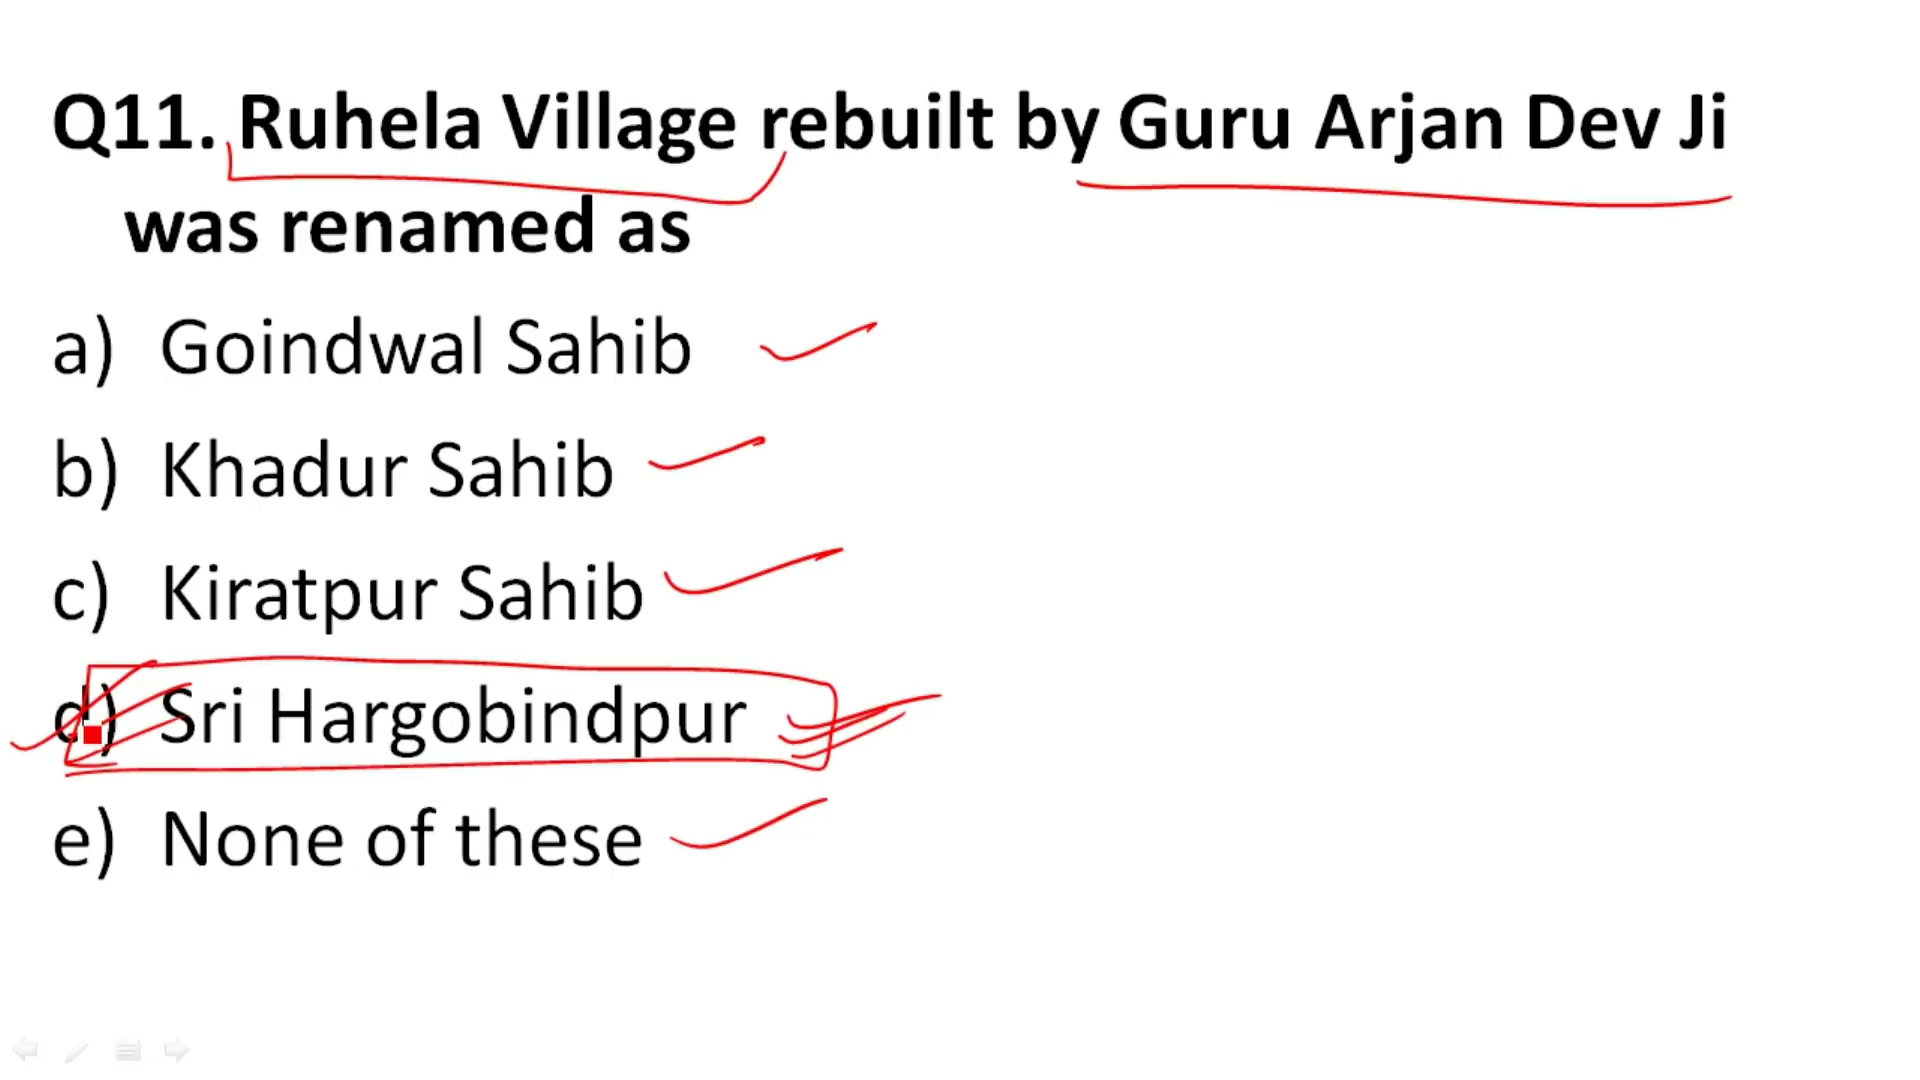 Q11. Ruhela Village rebuilt by Guru Arjan Dev Ji
was renamed as
a) Goindwal Sahib
b) Khadur Sahib
c) Kiratpur Sahib
d) Sri Hargobindpur
e) None of these